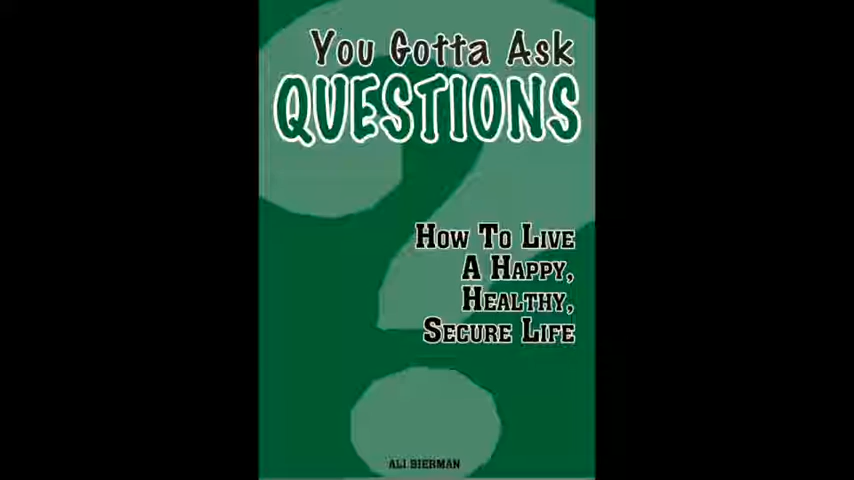 You Gotta Ask
QUESTIONS
How To Live
A Happy,
Healthy,
Secure Life
ALI BIERMAN